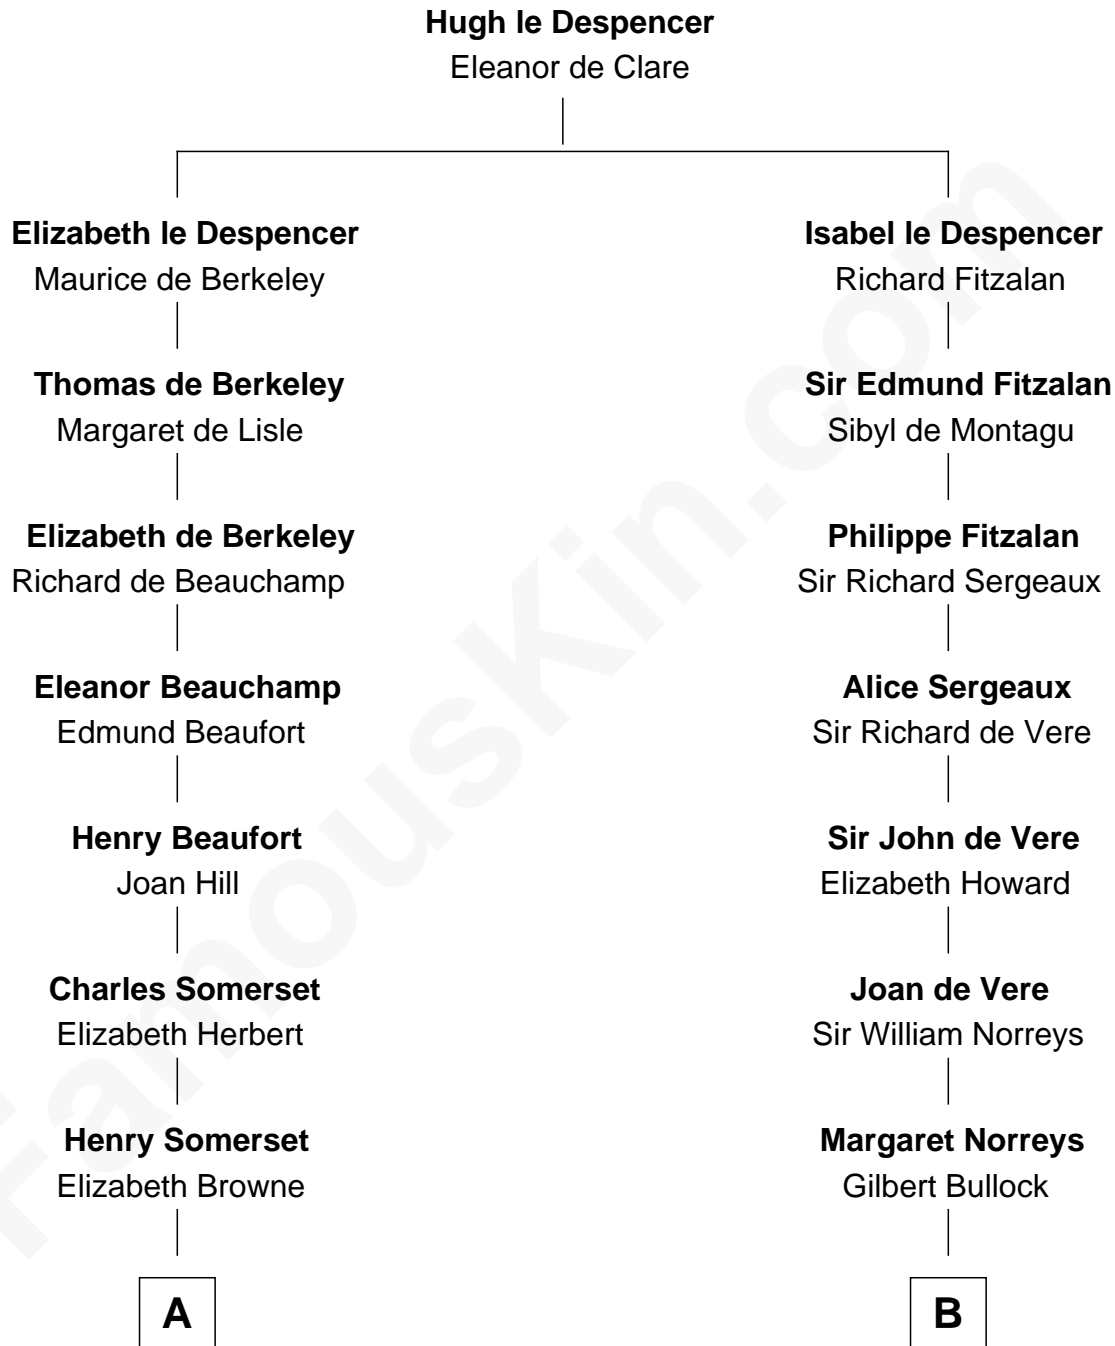 Hugh le Despencer
Eleanor de Clare
Elizabeth le Despencer
Maurice de Berkeley
Isabel le Despencer
Richard Fitzalan
Thomas de Berkeley
Margaret de Lisle
Sir Edmund Fitzalan
Sibyl de Montagu
Elizabeth de Berkeley
Richard de Beauchamp
Philippe Fitzalan
Sir Richard Sergeaux
Eleanor Beauchamp
Edmund Beaufort
Alice Sergeaux
Sir Richard de Vere
Henry Beaufort
Joan Hill
Sir John de Vere
Elizabeth Howard
Charles Somerset
Elizabeth Herbert
Joan de Vere
Sir William Norreys
Henry Somerset
Elizabeth Browne
Margaret Norreys
Gilbert Bullock
A
B
FamousKin.com